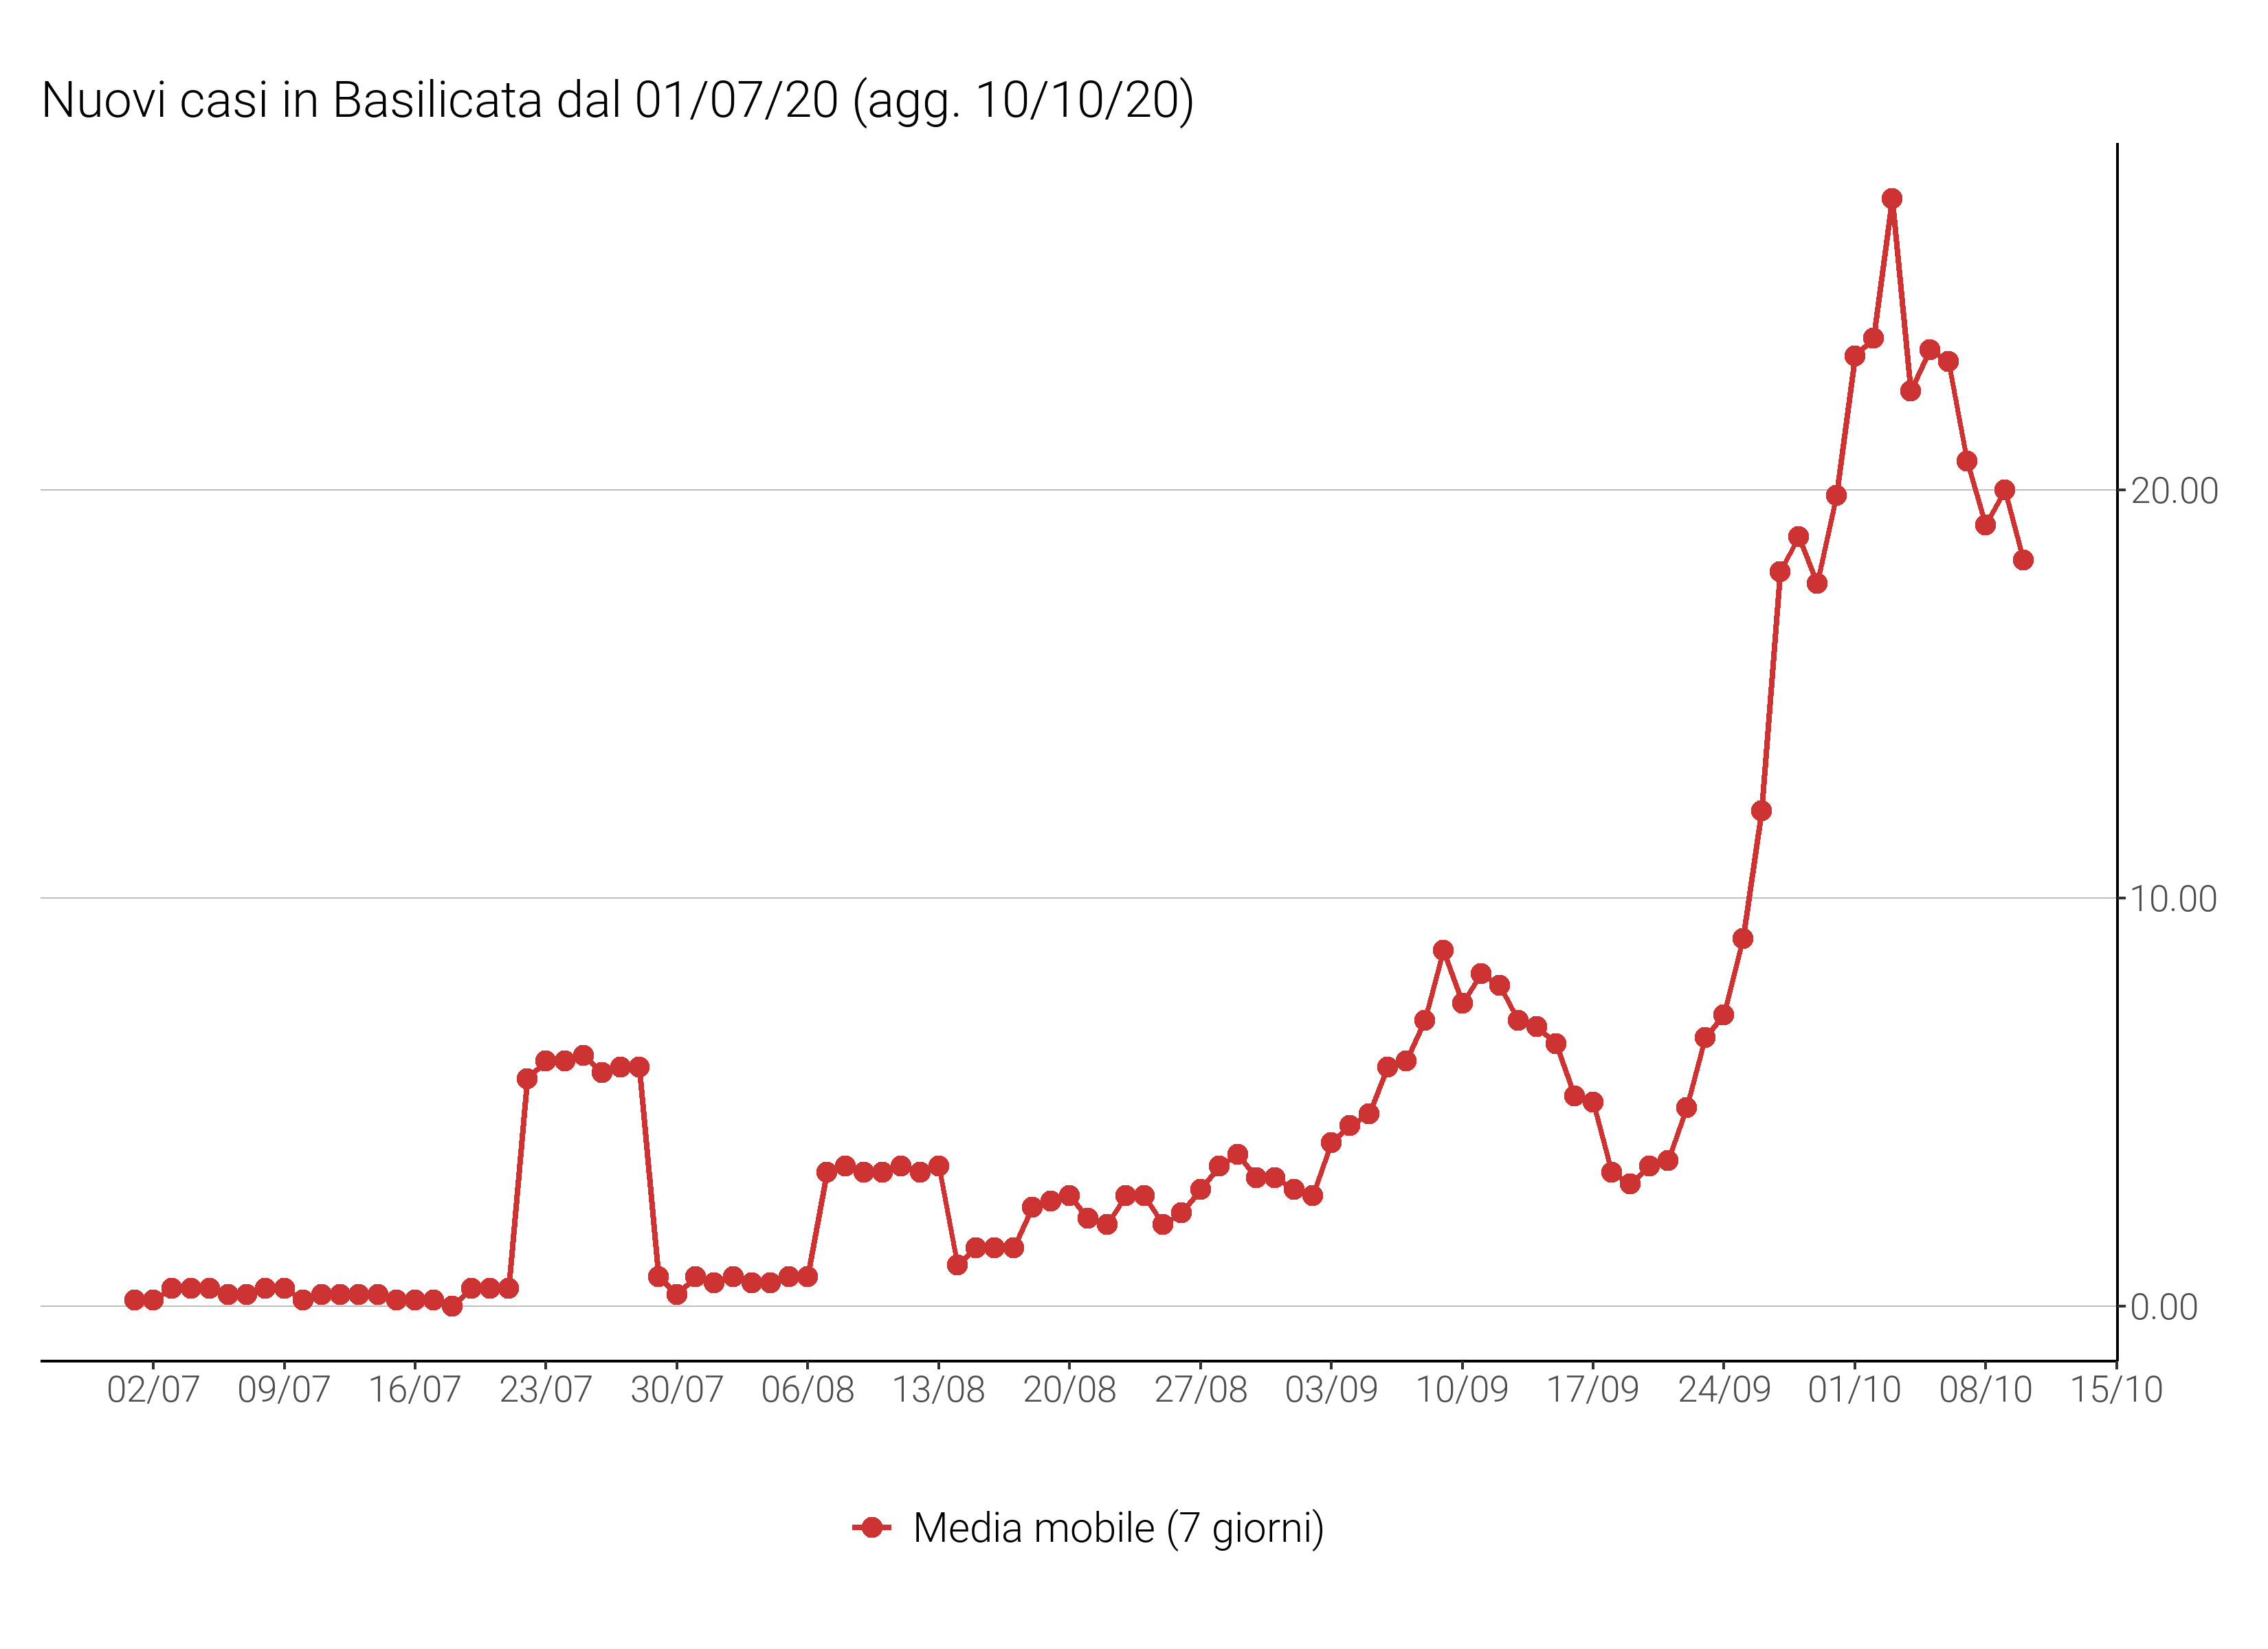 Nuovi casi in Basilicata dal 01/07/20 (agg. 10/10/20)
20.00
10.00
0.00
02/07 09/07 16/07 23/07 30/07 06/08 13/08 20/08 27/08 03/09 10/09 17/09 24/09 01/10 08/10 15/10
Media mobile (7 giorni)